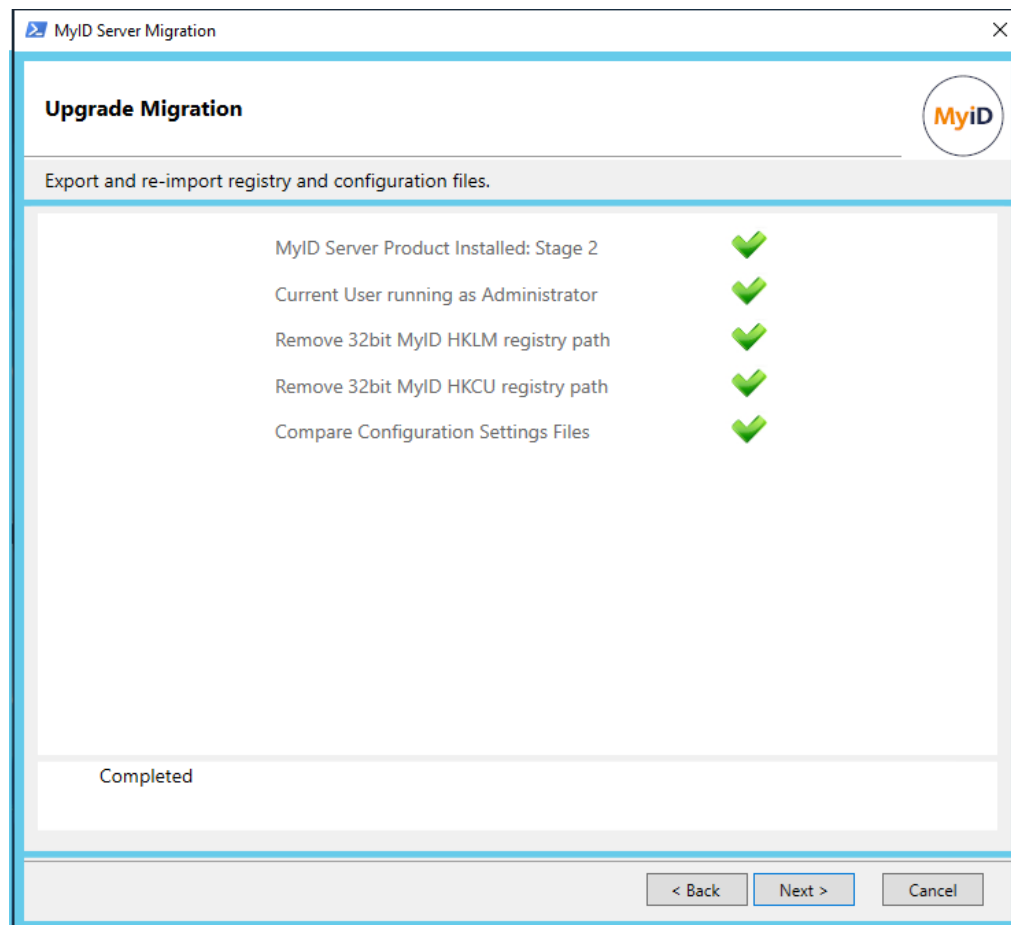 MyID Server Migration
Upgrade Migration
MyiD
Export and re-import registry and configuration files.
MyID Server Product Installed: Stage 2
Current User running as Administrator
Remove 32bit MyID HKLM registry path
Remove 32bit MyID HKCU registry path
Compare Configuration Settings Files
Completed
< Back
Next >
Cancel